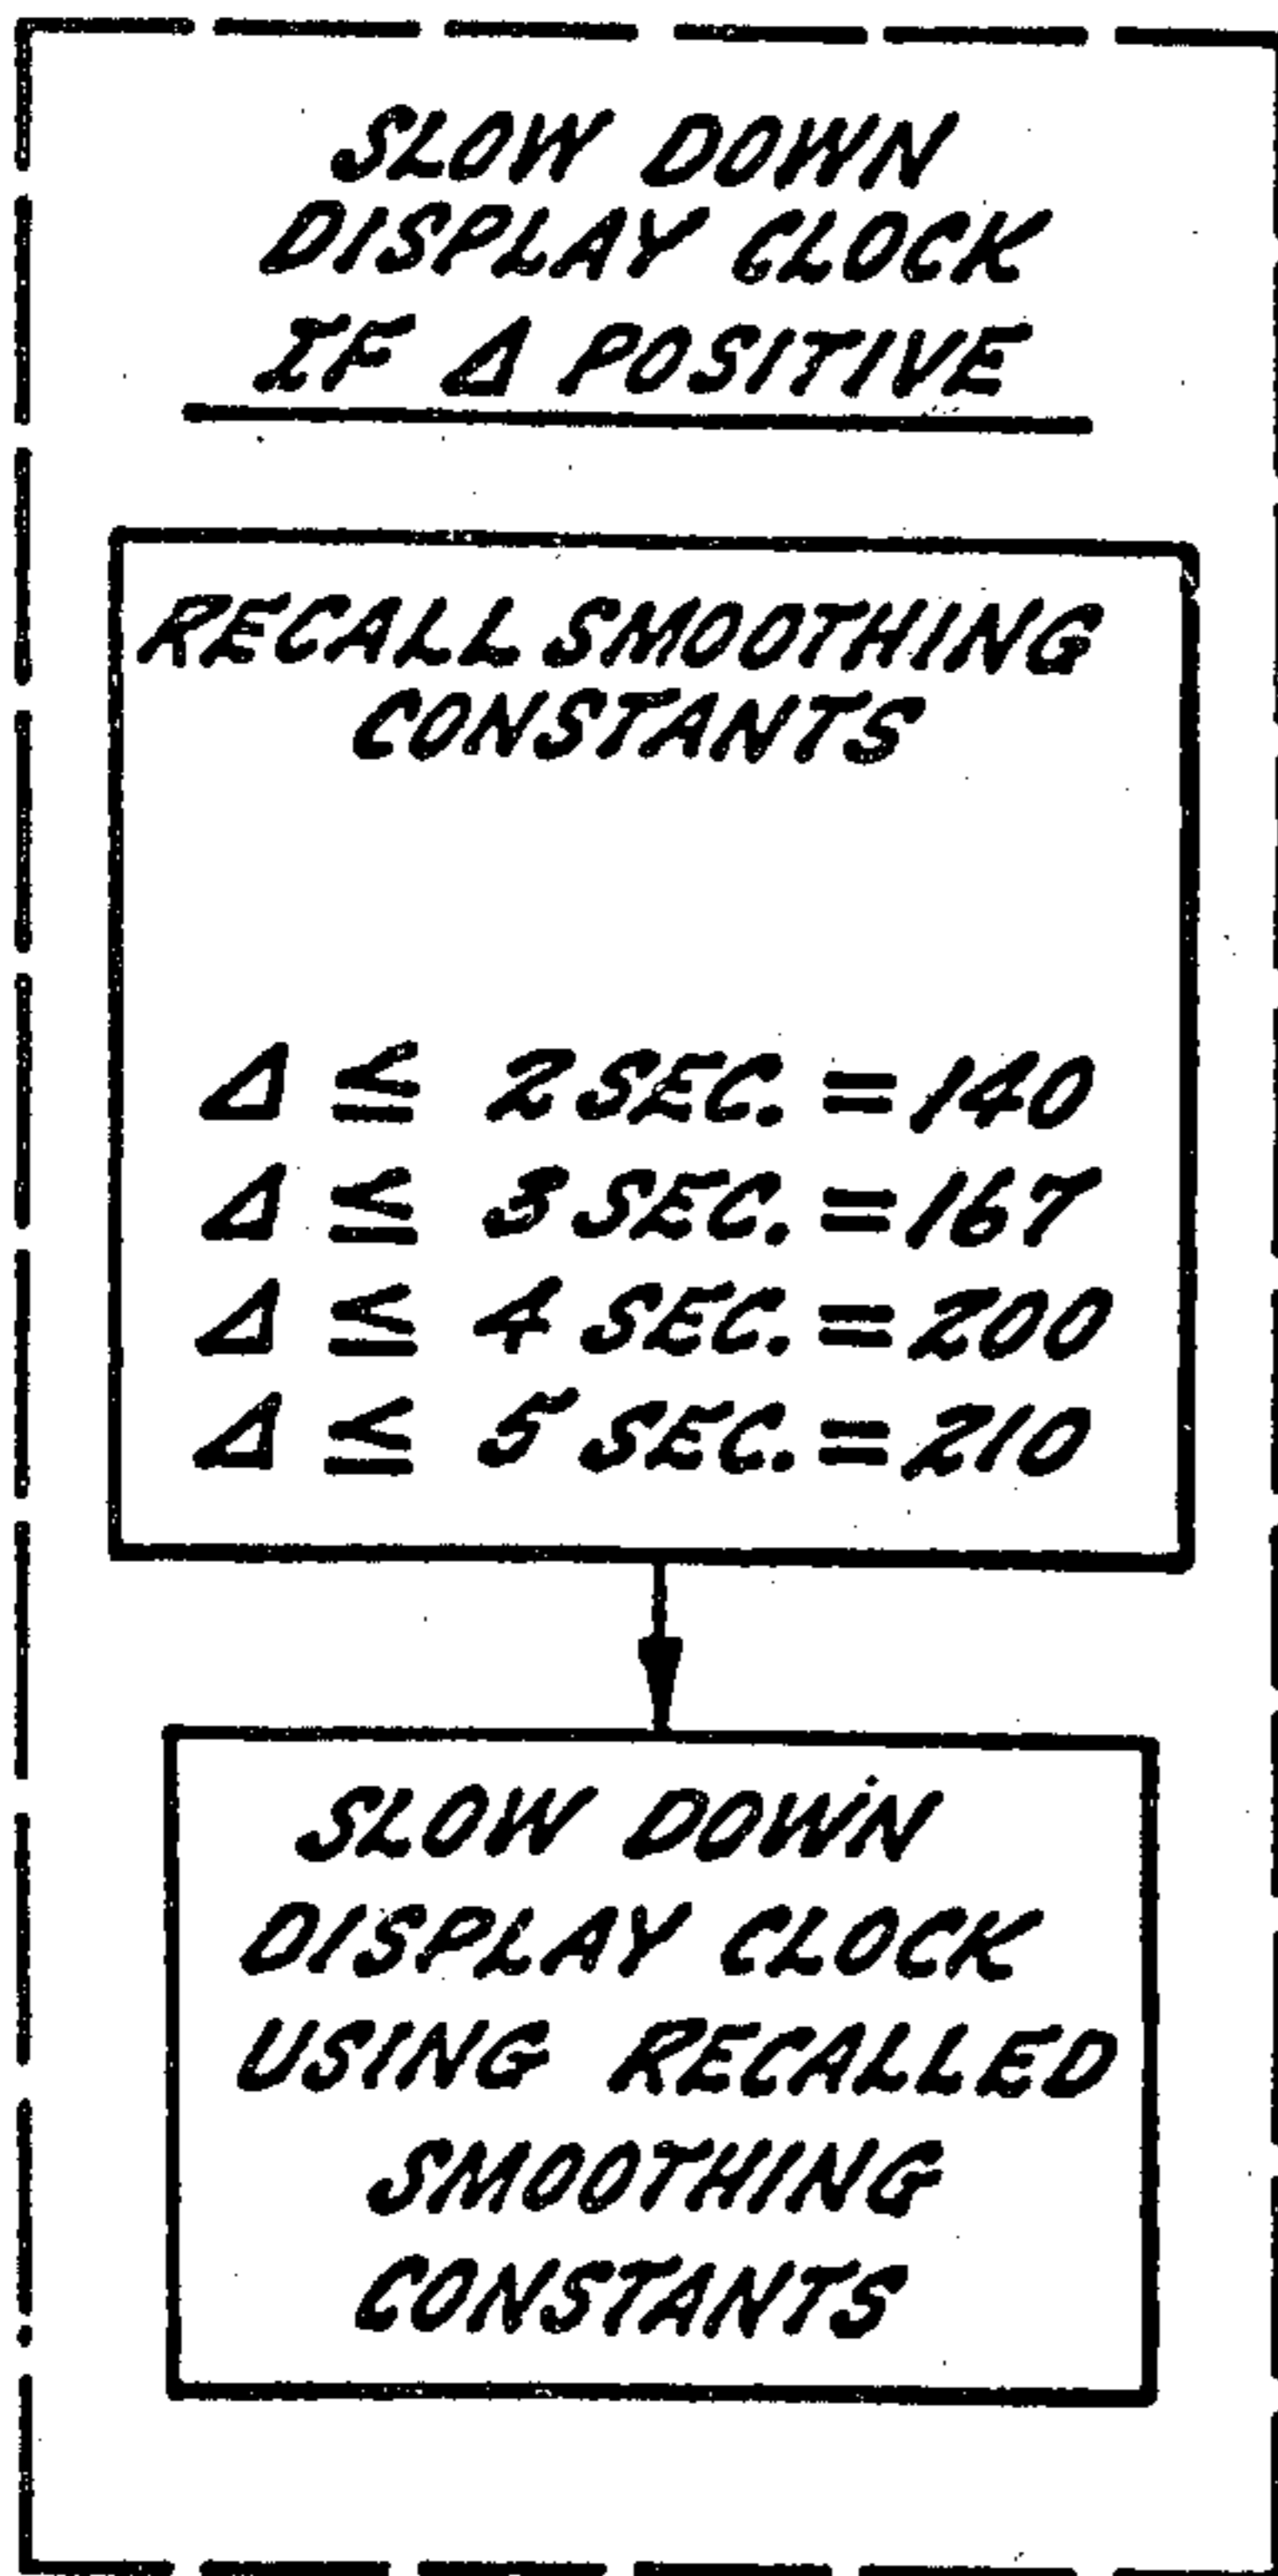 SLOW DOWN
DISPLAY CLOCK
IF Δ POSITIVE
RECALL SMOOTHING
CONSTANTS
Δ ≦ 2 SEC. = 140
Δ ≦ 3 SEC. = 167
Δ ≦ 4 SEC. = 200
Δ ≦ 5 SEC. = 210
SLOW DOWN
DISPLAY CLOCK
USING RECALLED
SMOOTHING
CONSTANTS